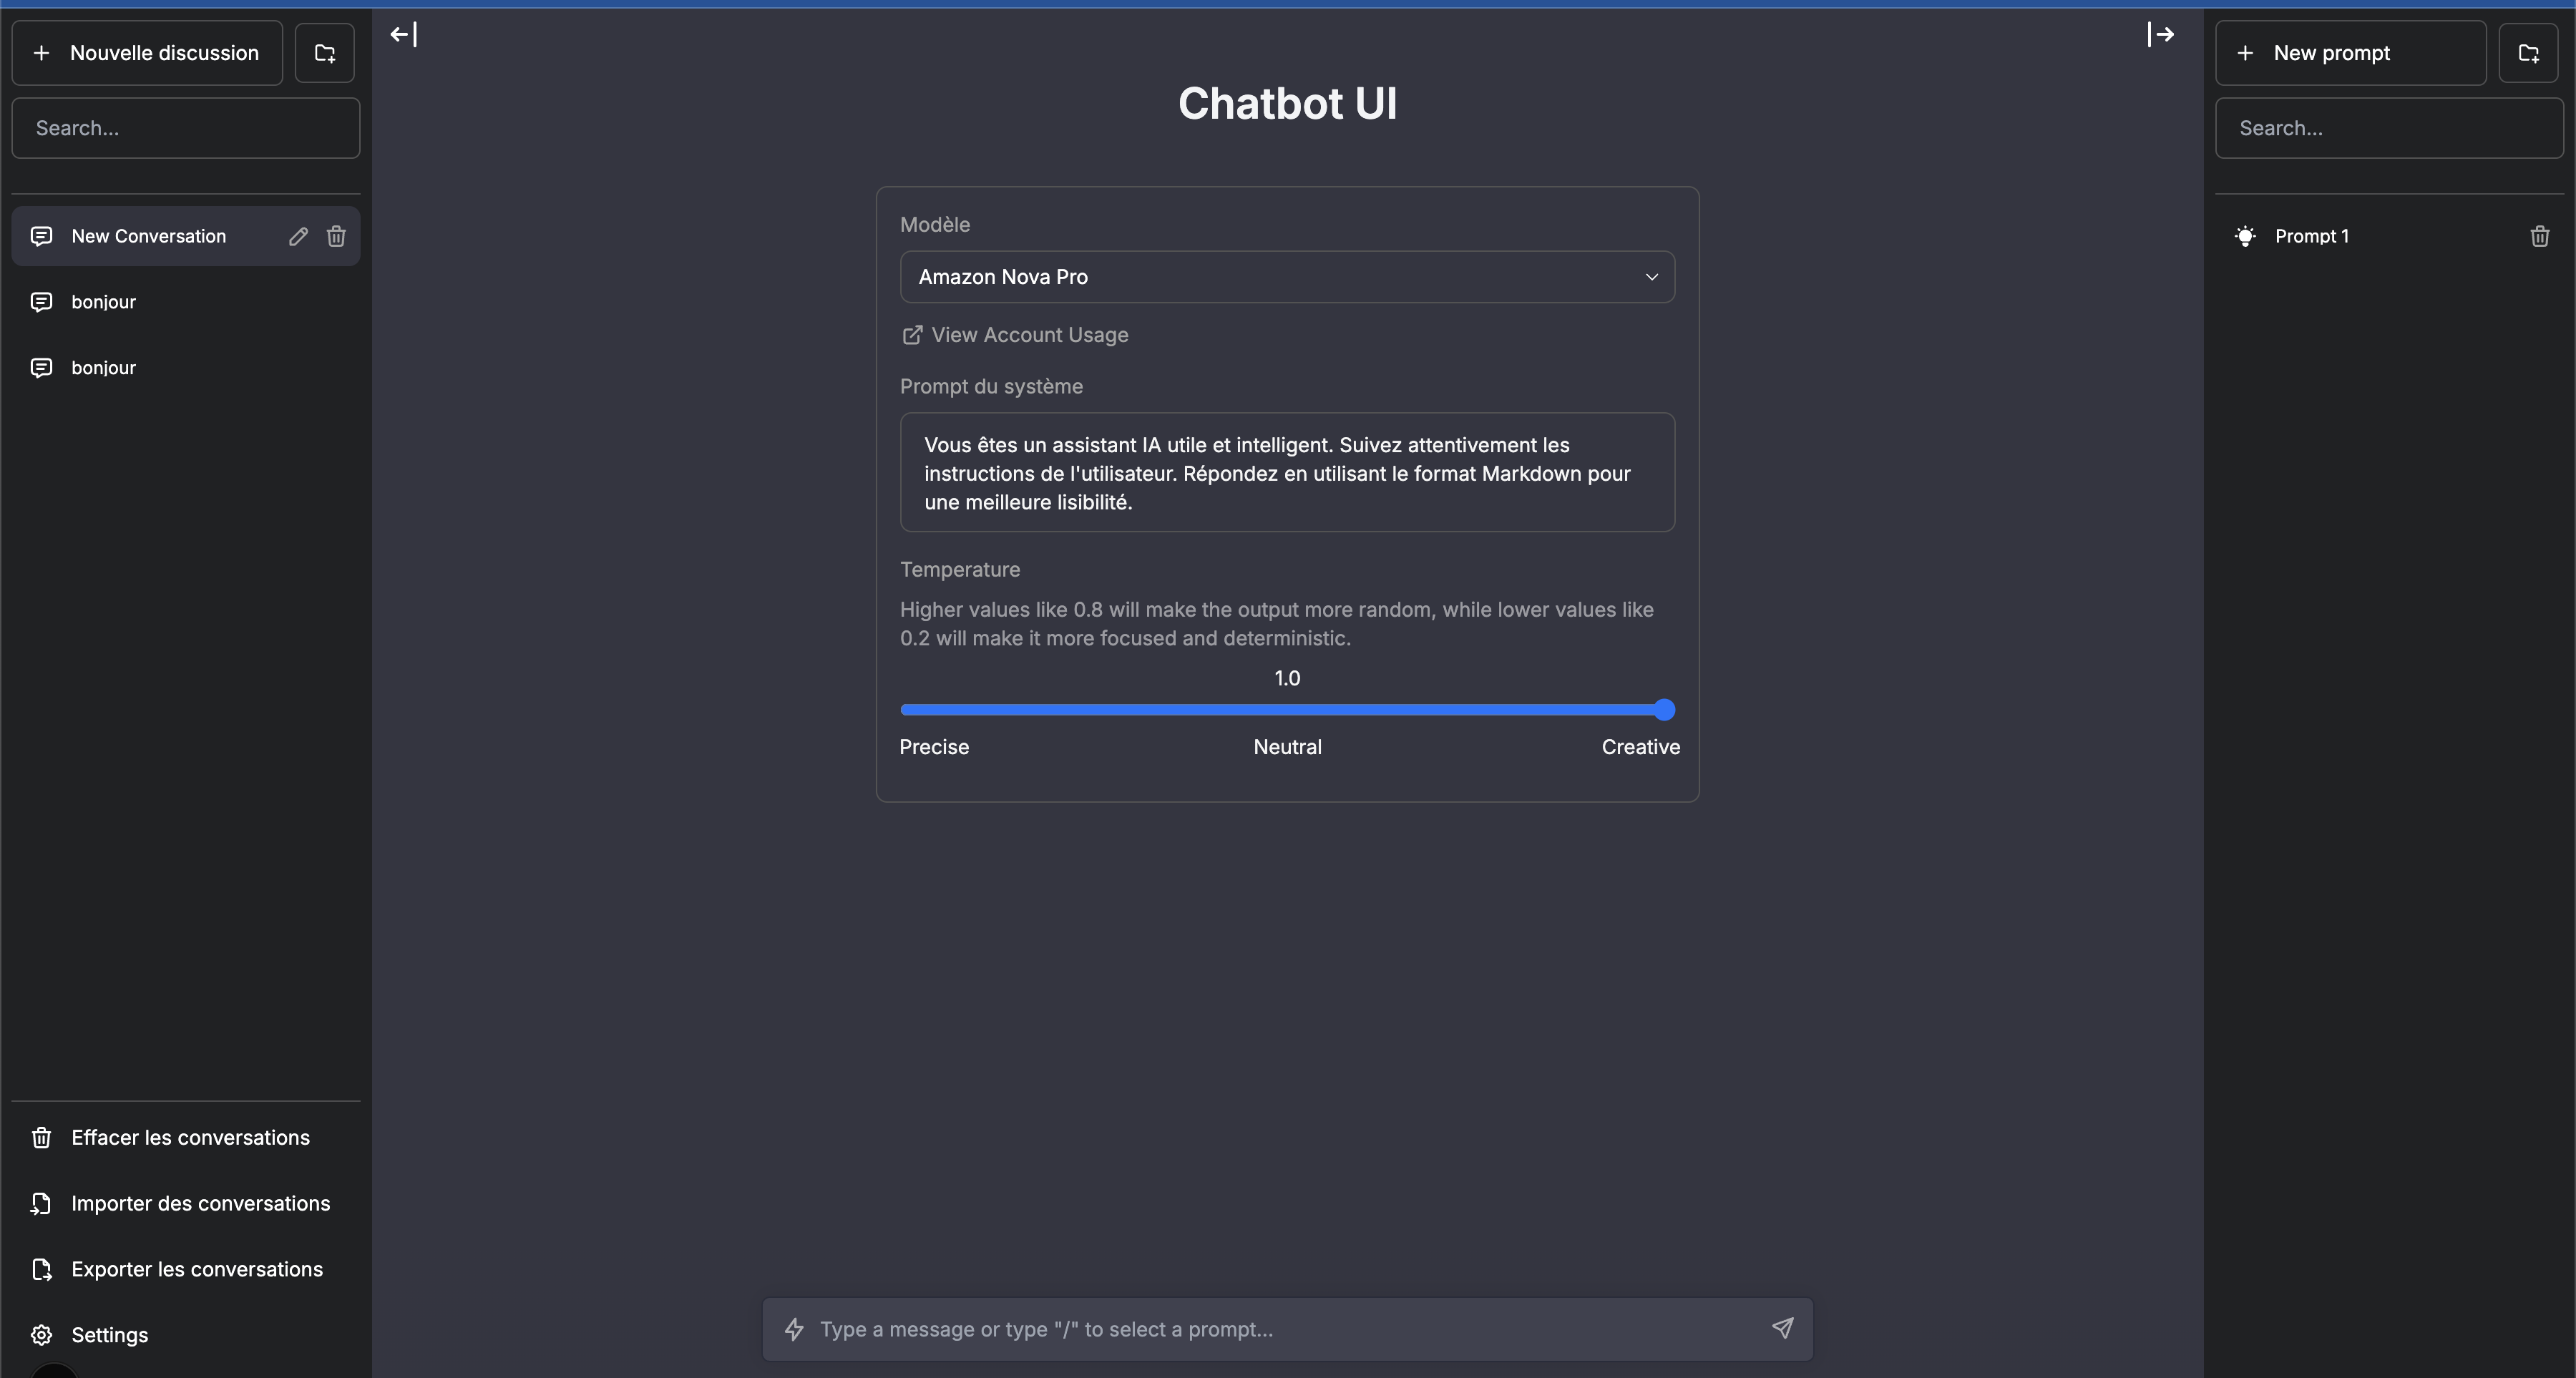 Nouvelle discussion
Search...
New Conversation
bonjour
bonjour
Effacer les conversations
Importer des conversations
Exporter les conversations
Settings
Chatbot UI
Modèle
Amazon Nova Pro
View Account Usage
Prompt du système
Vous êtes un assistant IA utile et intelligent. Suivez attentivement les
instructions de l'utilisateur. Répondez en utilisant le format Markdown pour
une meilleure lisibilité.
Temperature
Higher values like 0.8 will make the output more random, while lower values like
0.2 will make it more focused and deterministic.
1.0
Precise Neutral Creative
Type a message or type "/" to select a prompt...
New prompt
Search...
Prompt 1